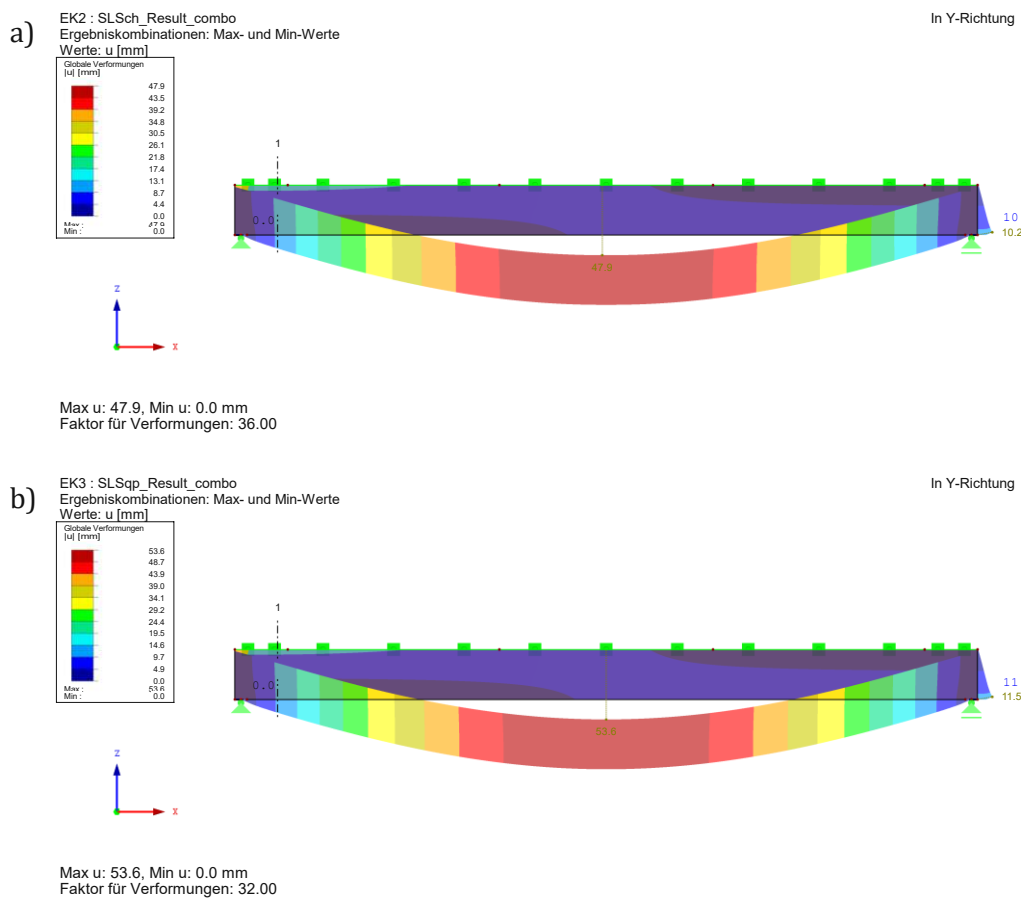 a)
EK2 : SLSch_Result_combo
In Y-Richtung
Ergebniskombinationen: Max- und Min-Werte
Werte: u [mm]
Globale Verformungen
|u| [mm]
47.9
43.5
39.2
34.8
30.5
26.1
21.8
17.4
13.1
8.7
4.4
0.0
Max : 47.9
Min : 0.0
1
0.0
47.9
10
10.2
Z
X
Max u: 47.9, Min u: 0.0 mm
Faktor für Verformungen: 36.00
b)
EK3 : SLSqp_Result_combo
In Y-Richtung
Ergebniskombinationen: Max- und Min-Werte
Werte: u [mm]
Globale Verformungen
|u| [mm]
53.6
48.7
43.9
39.0
34.1
29.2
24.4
19.5
14.6
9.7
4.9
0.0
Max : 53.6
Min : 0.0
1
0.0
53.6
11
11.5
Z
X
Max u: 53.6, Min u: 0.0 mm
Faktor für Verformungen: 32.00